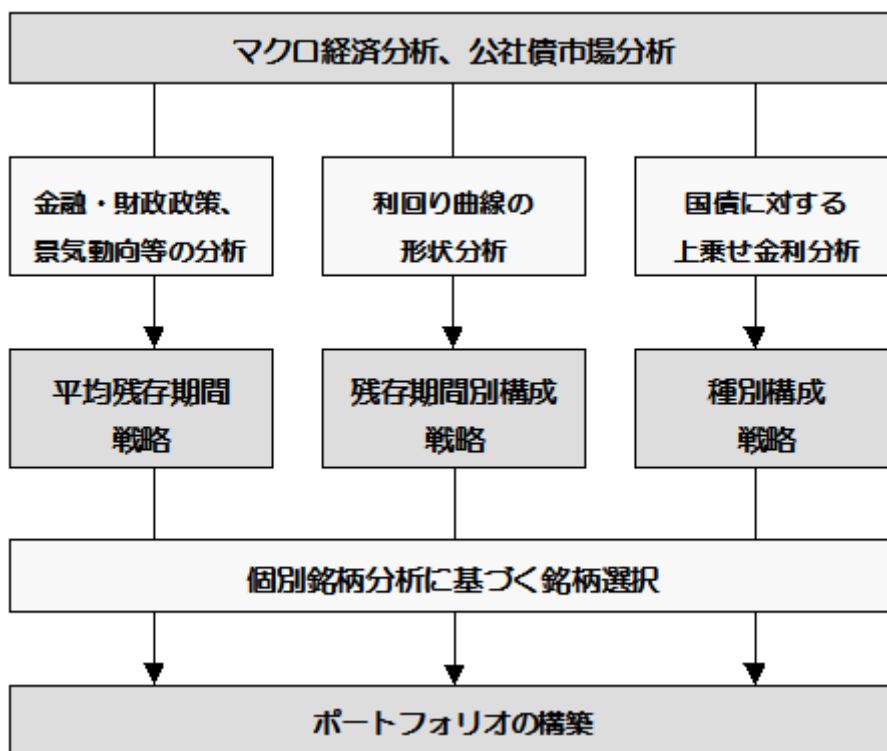 マクロ経済分析、公社債市場分析
金融・財政政策、
景気動向等の分析
利回り曲線の
形状分析
国債に対する
上乗せ金利分析
平均残存期間
戦略
残存期間別構成
戦略
種別構成
戦略
個別銘柄分析に基づく銘柄選択
ポートフォリオの構築